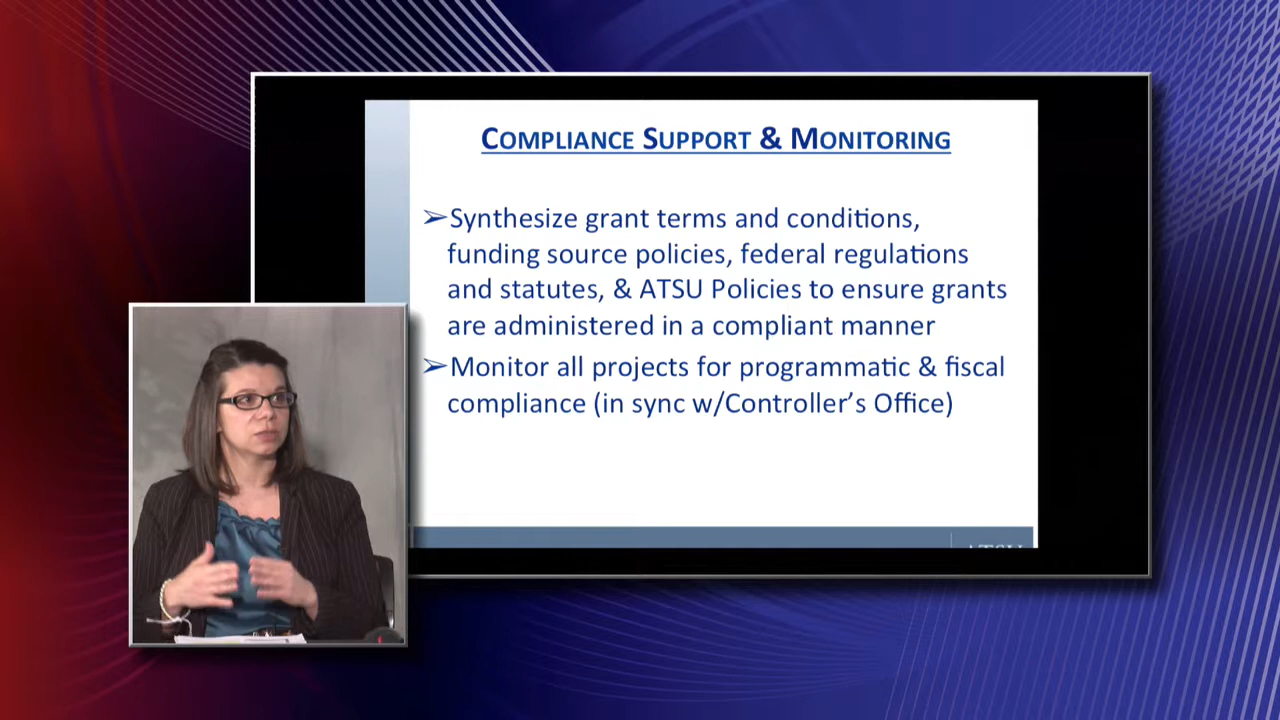 COMPLIANCE SUPPORT & MONITORING
➢Synthesize grant terms and conditions,
funding source policies, federal regulations
and statutes, & ATSU Policies to ensure grants
are administered in a compliant manner
➢Monitor all projects for programmatic & fiscal
compliance (in sync w/Controller's Office)
ATSU